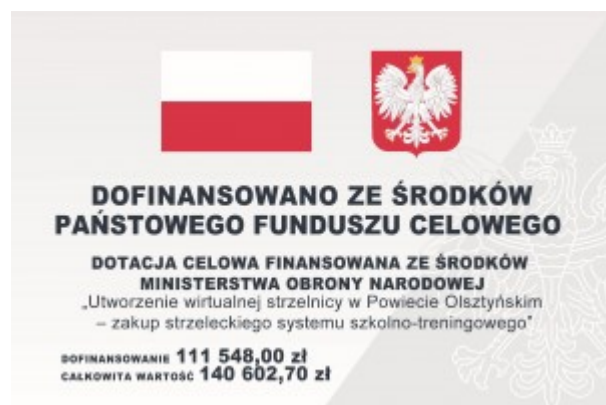 DOFINANSOWANO ZE ŚRODKÓW
PAŃSTOWEGO FUNDUSZU CELOWEGO
DOTACJA CELOWA FINANSOWANA ZE ŚRODKÓW
MINISTERSTWA OBRONY NARODOWEJ
„Utworzenie wirtualnej strzelnicy w Powiecie Olsztyńskim
– zakup strzeleckiego systemu szkolno-treningowego”
DOFINANSOWANIE 111 548,00 zł
CAŁKOWITA WARTOŚĆ 140 602,70 zł